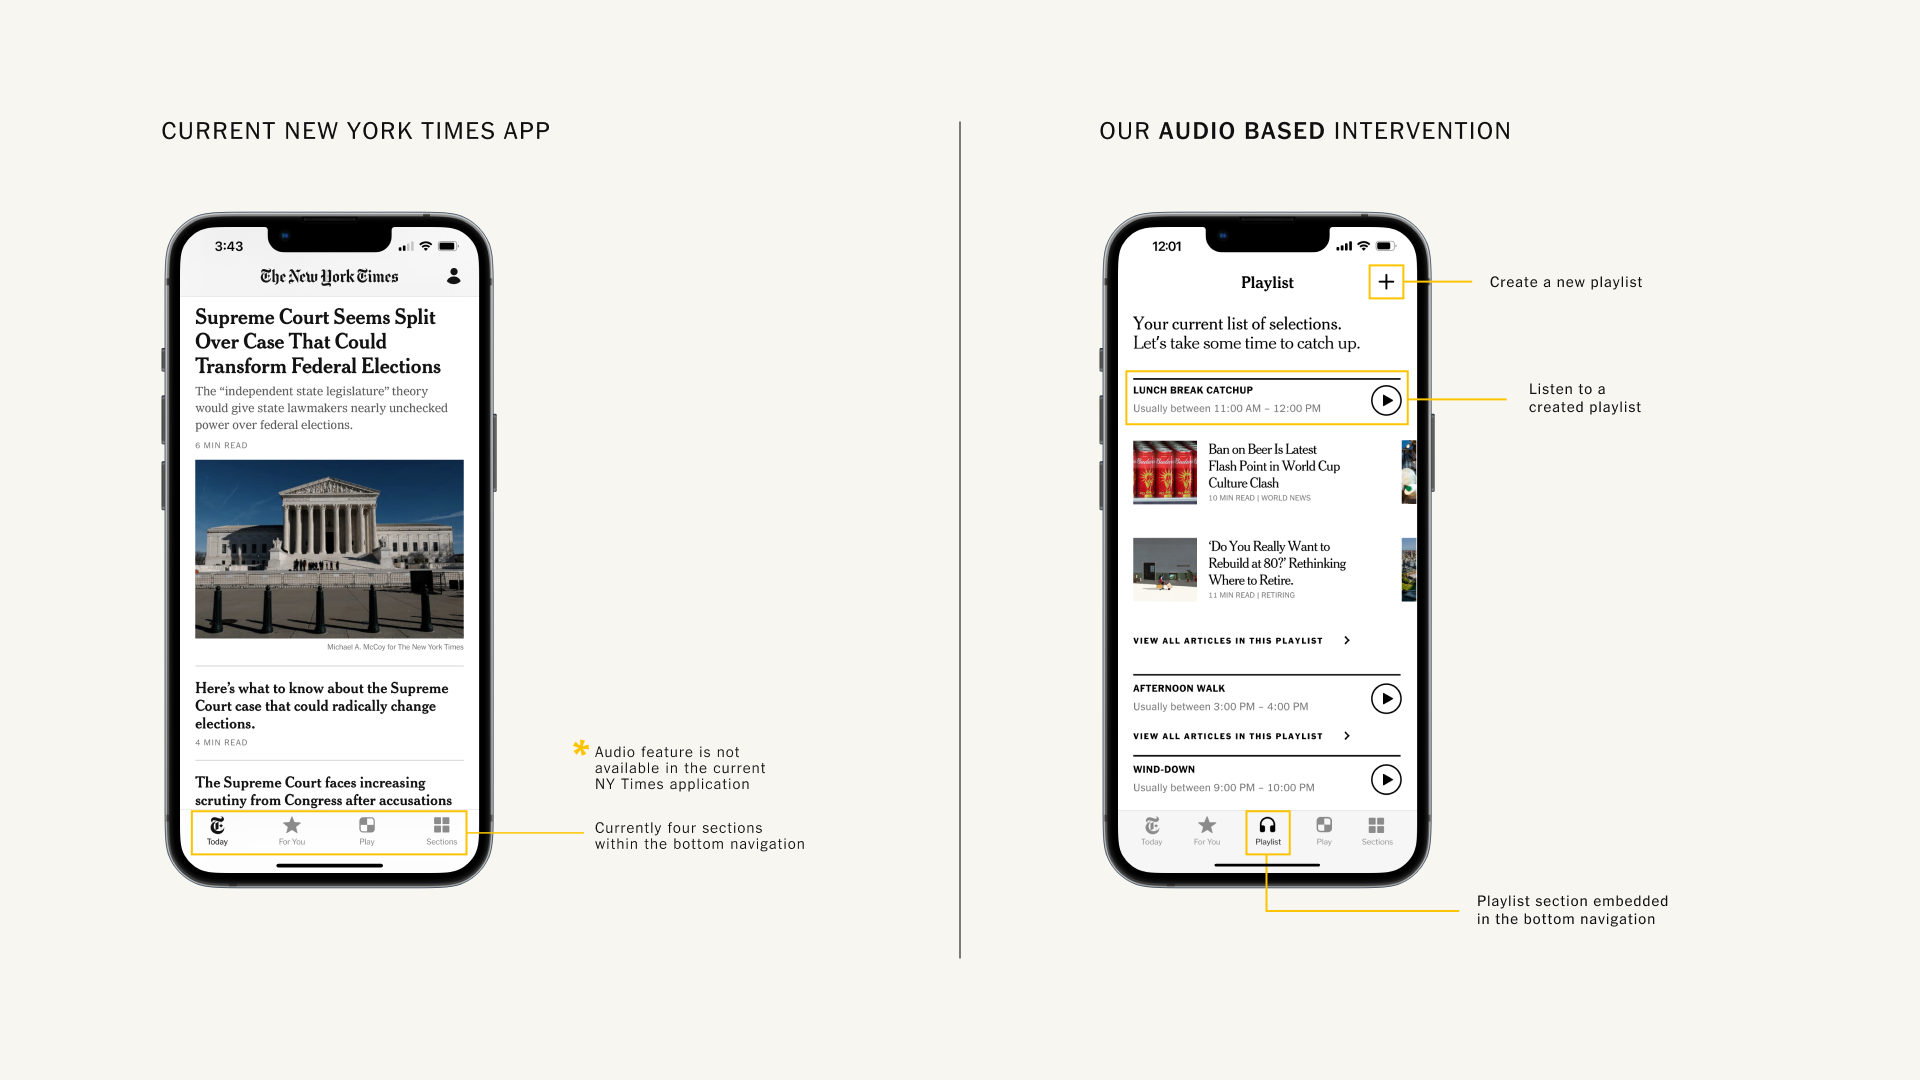 CURRENT NEW YORK TIMES APP
3:43
The New York Times
Supreme Court Seems Split
Over Case That Could
Transform Federal Elections
The “independent state legislature” theory
would give state lawmakers nearly unchecked
power over federal elections.
6 MIN READ
Michael A. McCoy for The New York Times
Here’s what to know about the Supreme
Court case that could radically change
elections.
4 MIN READ
The Supreme Court faces increasing
scrutiny from Congress after accusations
Today
For You
Play
Sections
* Audio feature is not
available in the current
NY Times application
Currently four sections
within the bottom navigation
OUR AUDIO BASED INTERVENTION
12:01
Playlist
Create a new playlist
Your current list of selections.
Let’s take some time to catch up.
LUNCH BREAK CATCHUP
Usually between 11:00 AM – 12:00 PM
Listen to a
created playlist
Ban on Beer Is Latest
Flash Point in World Cup
Culture Clash
10 MIN READ | WORLD NEWS
‘Do You Really Want to
Rebuild at 80?’ Rethinking
Where to Retire.
11 MIN READ | RETIRING
VIEW ALL ARTICLES IN THIS PLAYLIST
AFTERNOON WALK
Usually between 3:00 PM – 4:00 PM
VIEW ALL ARTICLES IN THIS PLAYLIST
WIND-DOWN
Usually between 9:00 PM – 10:00 PM
Today
For You
Playlist
Play
Sections
Playlist section embedded
in the bottom navigation